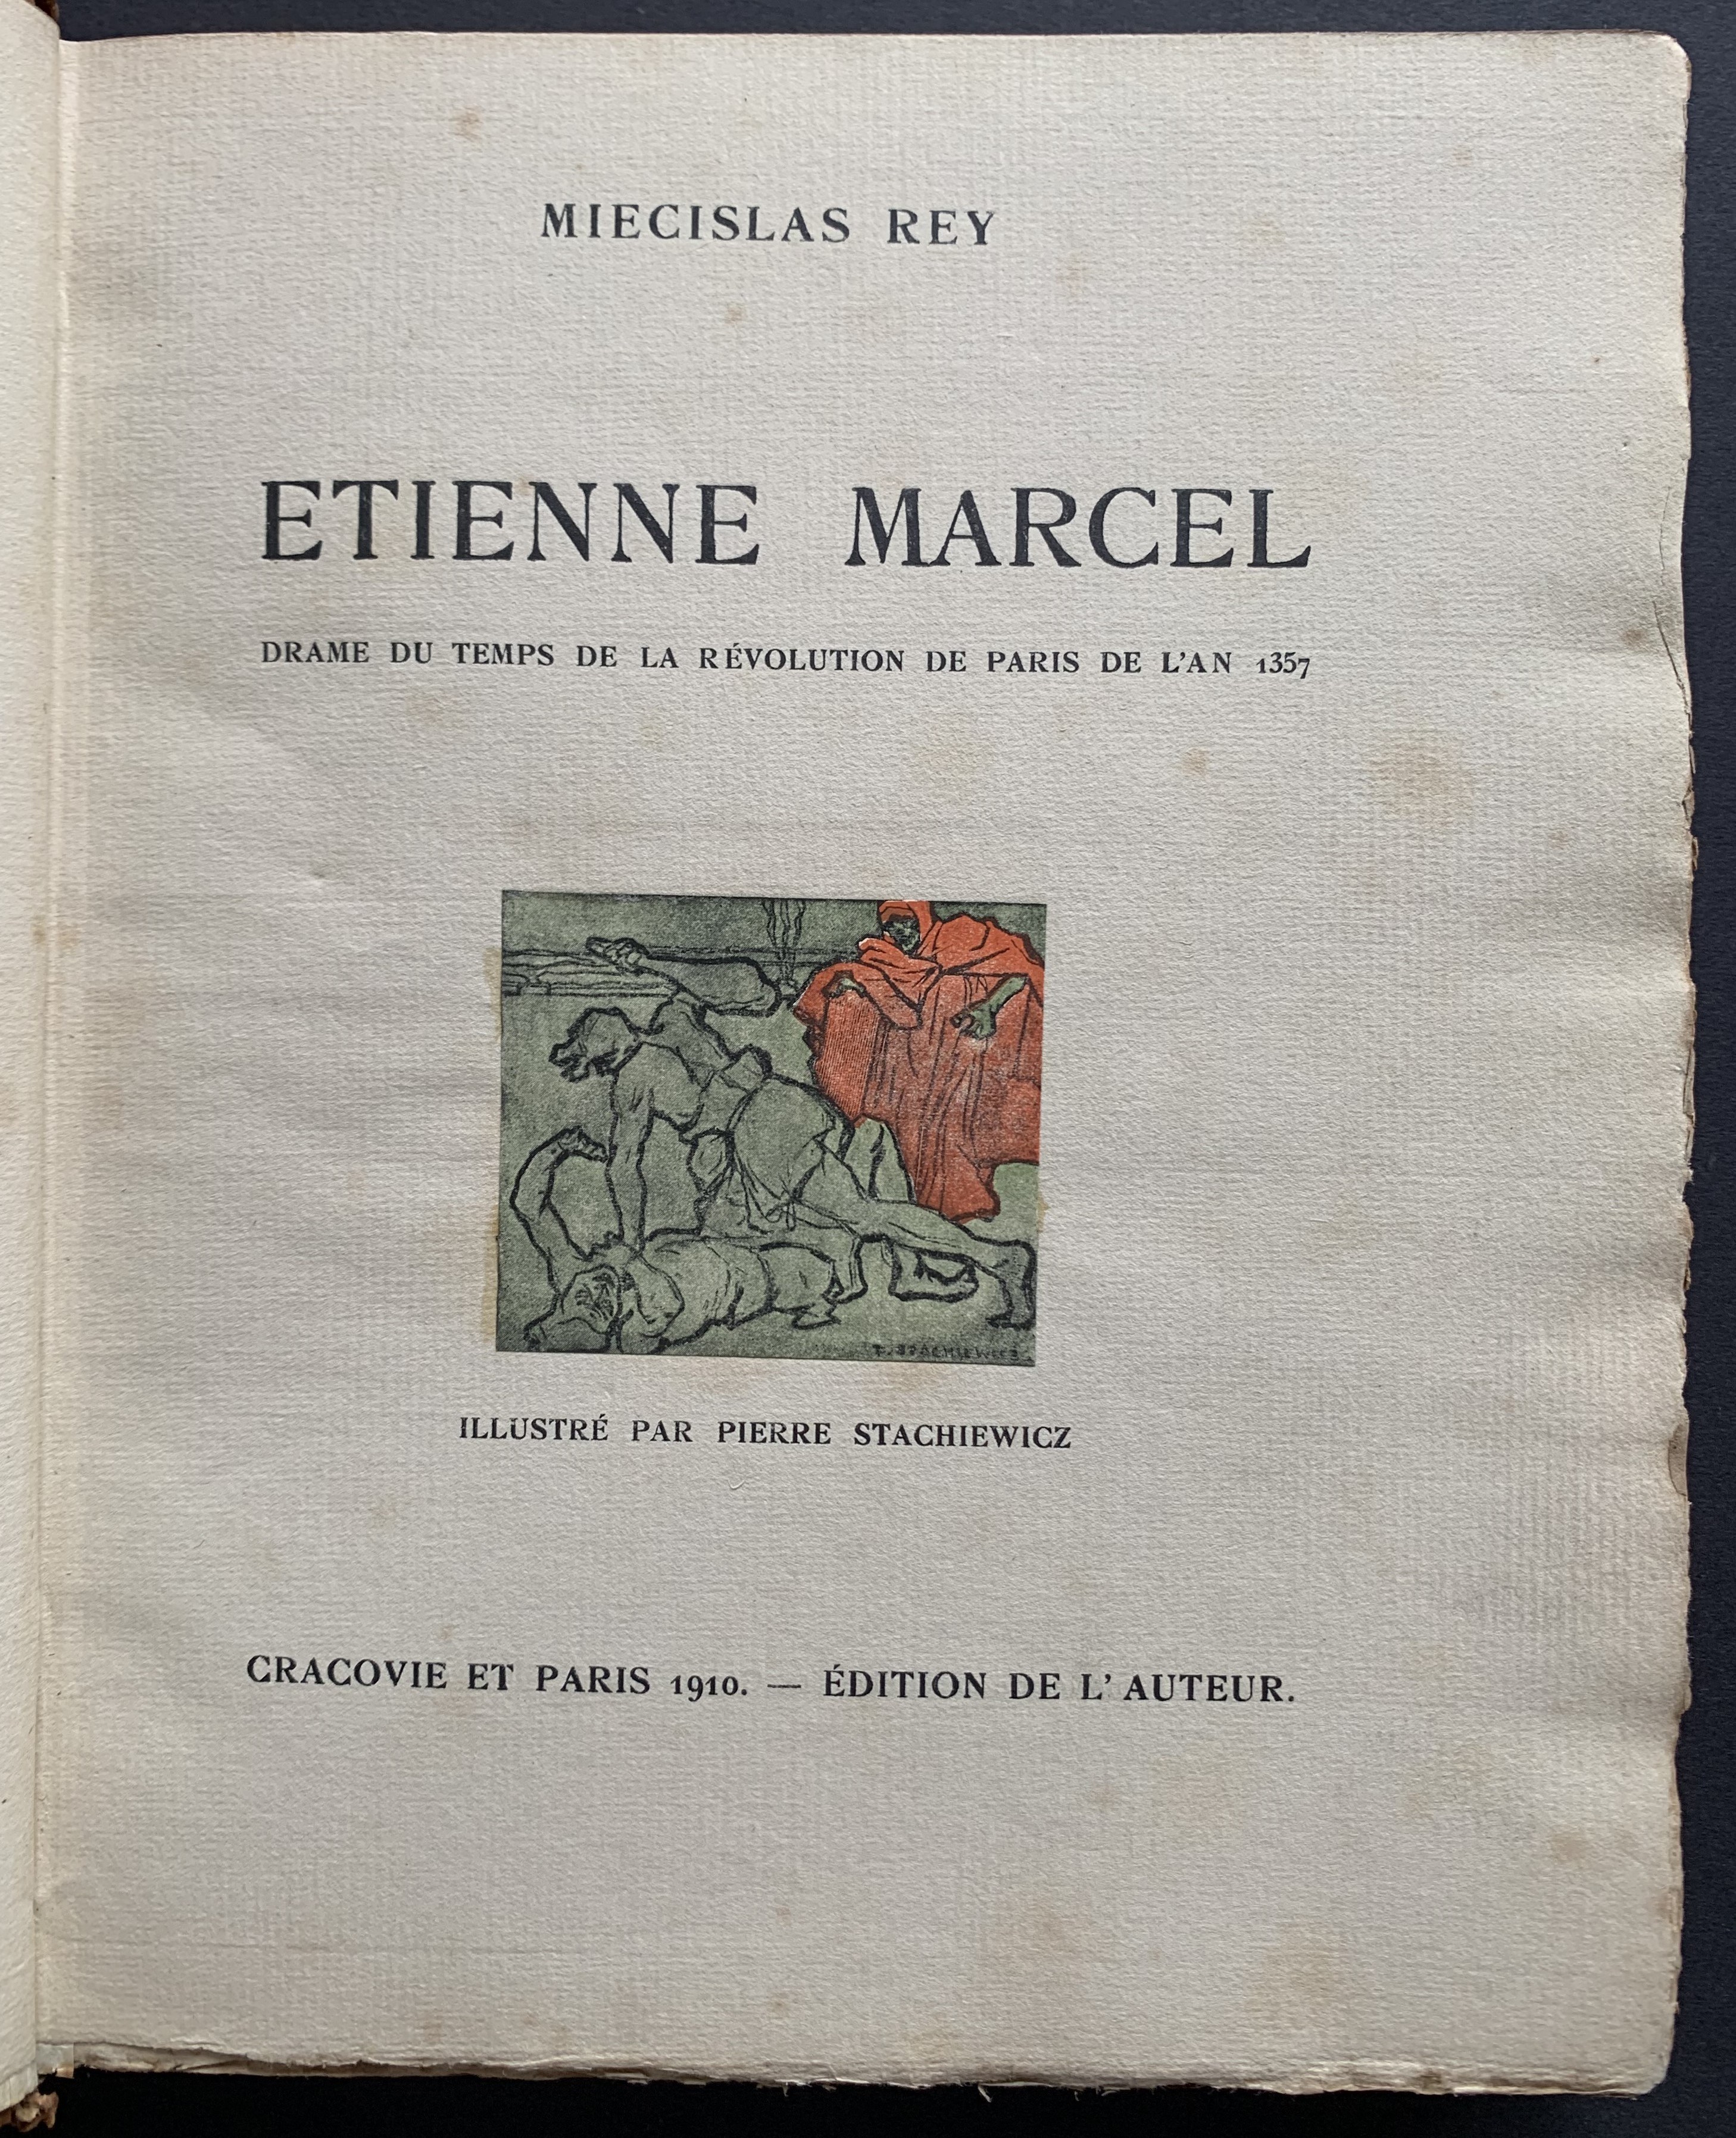 MIECISLAS REY
ETIENNE MARCEL
DRAME DU TEMPS DE LA RÉVOLUTION DE PARIS DE L'AN 1357
P. STACHIEWICZ
ILLUSTRÉ PAR PIERRE STACHIEWICZ
CRACOVIE ET PARIS 1910. — ÉDITION DE L' AUTEUR.